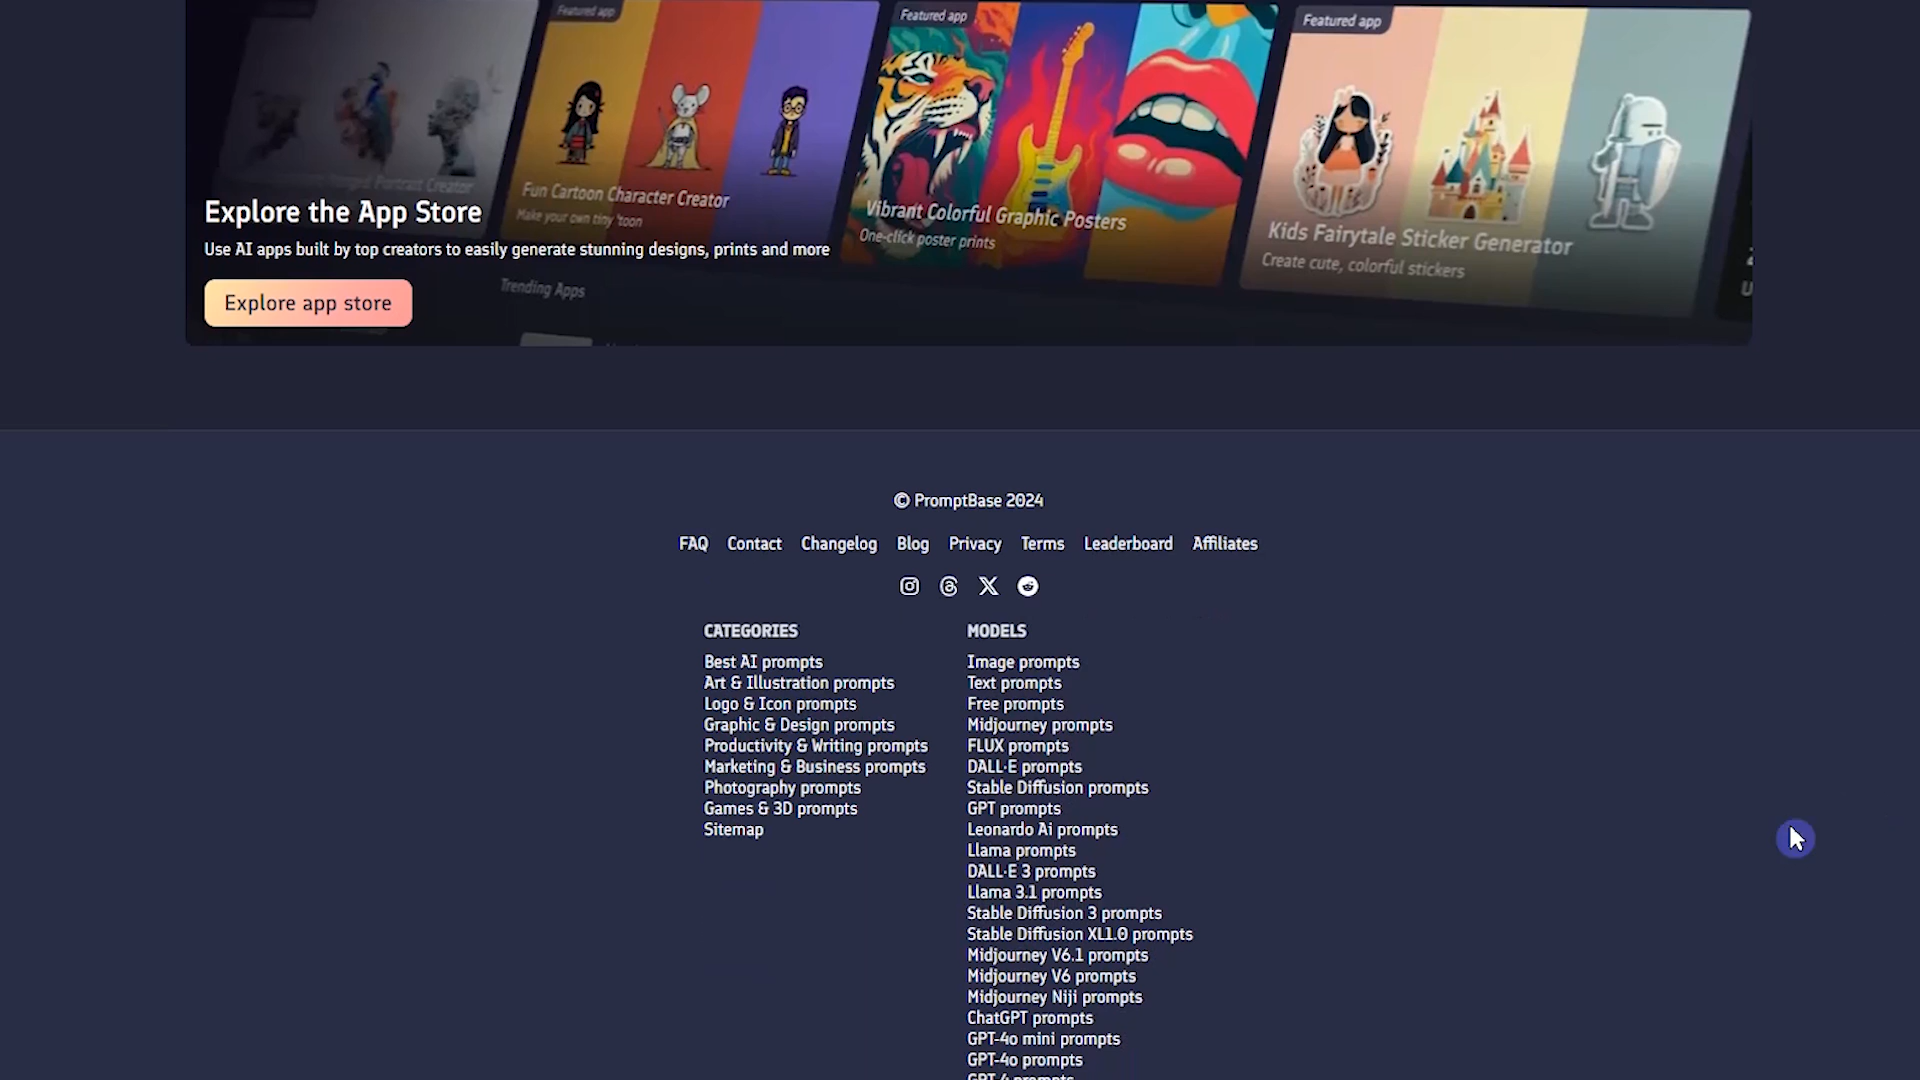 Featured app
Featured app
Featured app
Portrait Creator
Fun Cartoon Character Creator
Make your own tiny 'toon
Vibrant Colorful Graphic Posters
One-click poster prints
Kids Fairytale Sticker Generator
Create cute, colorful stickers
Explore the App Store
Use AI apps built by top creators to easily generate stunning designs, prints and more
Explore app store
Trending Apps
© PromptBase 2024
FAQ Contact Changelog Blog Privacy Terms Leaderboard Affiliates
CATEGORIES
Best AI prompts
Art & Illustration prompts
Logo & Icon prompts
Graphic & Design prompts
Productivity & Writing prompts
Marketing & Business prompts
Photography prompts
Games & 3D prompts
Sitemap
MODELS
Image prompts
Text prompts
Free prompts
Midjourney prompts
FLUX prompts
DALL·E prompts
Stable Diffusion prompts
GPT prompts
Leonardo Ai prompts
Llama prompts
DALL·E 3 prompts
Llama 3.1 prompts
Stable Diffusion 3 prompts
Stable Diffusion XL1.0 prompts
Midjourney V6.1 prompts
Midjourney V6 prompts
Midjourney Niji prompts
ChatGPT prompts
GPT-4o mini prompts
GPT-4o prompts
GPT-4 prompts